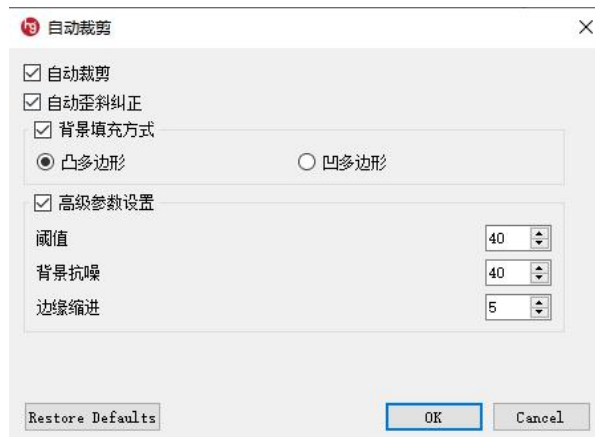 hg 自动裁剪
自动裁剪
自动歪斜纠正
背景填充方式
凸多边形 凹多边形
高级参数设置
阈值 40
背景抗噪 40
边缘缩进 5
Restore Defaults OK Cancel